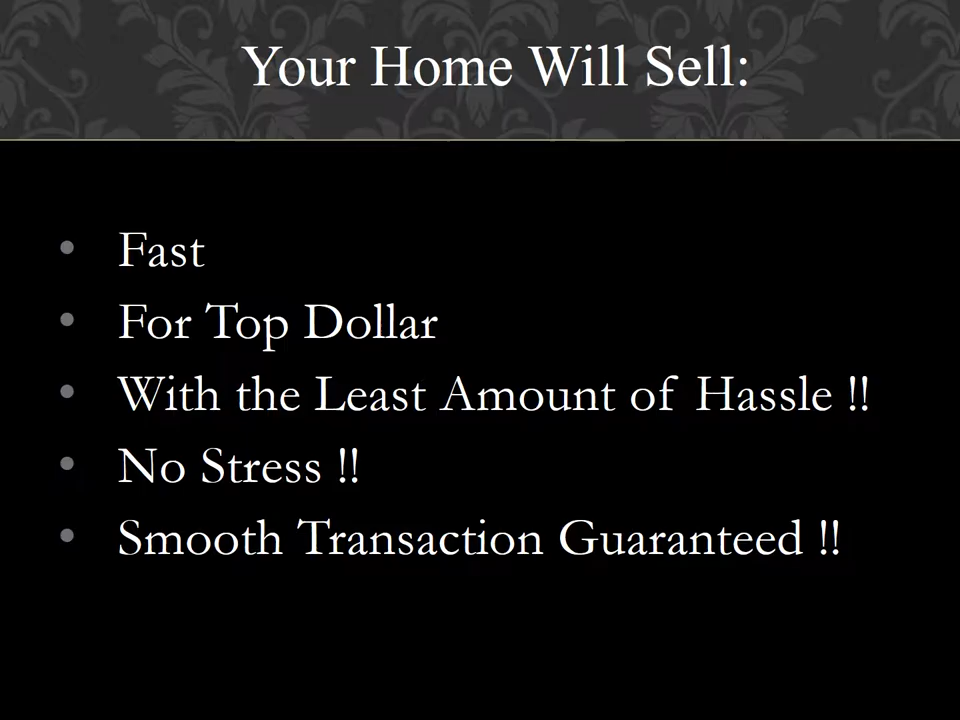 Your Home Will Sell:
• Fast
• For Top Dollar
• With the Least Amount of Hassle !!
• No Stress !!
• Smooth Transaction Guaranteed !!